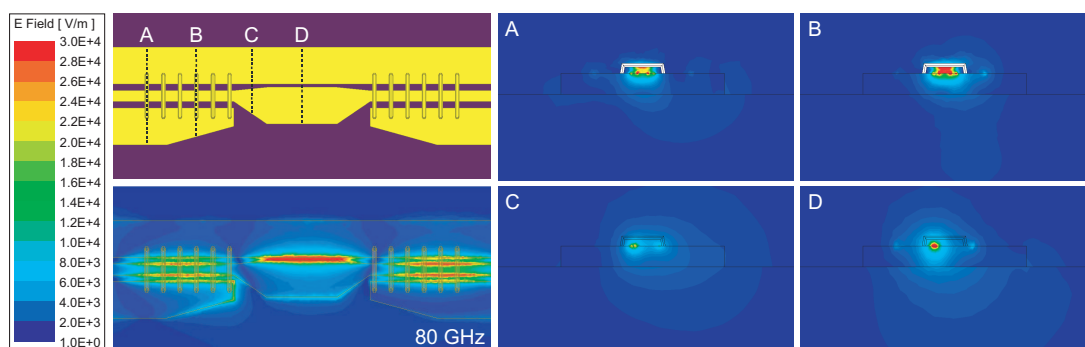 E Field [ V/m ]
3.0E+4
2.8E+4
2.6E+4
2.4E+4
2.2E+4
2.0E+4
1.8E+4
1.6E+4
1.4E+4
1.2E+4
1.0E+4
8.0E+3
6.0E+3
4.0E+3
2.0E+3
1.0E+0
A B C D
80 GHz
A
B
C
D